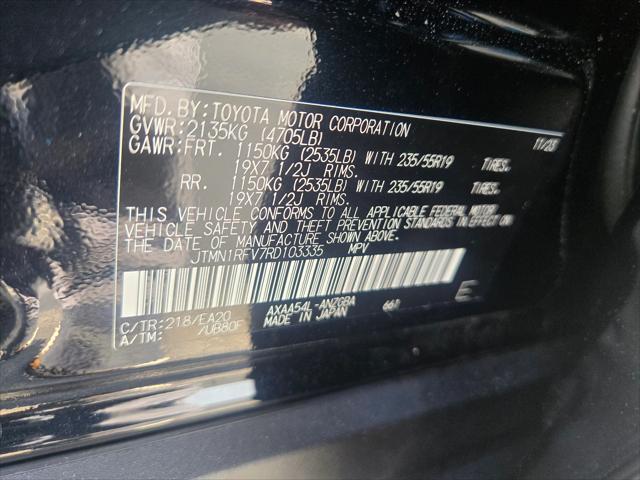 MFD. BY: TOYOTA MOTOR CORPORATION 11/23
GVWR: 2135KG (4705LB)
GAWR: FRT. 1150KG (2535LB) WITH 235/55R19 TIRES.
19X7 1/2J RIMS.
RR. 1150KG (2535LB) WITH 235/55R19 TIRES.
19X7 1/2J RIMS.
THIS VEHICLE CONFORMS TO ALL APPLICABLE FEDERAL MOTOR
VEHICLE SAFETY AND THEFT PREVENTION STANDARDS IN EFFECT ON
THE DATE OF MANUFACTURE SHOWN ABOVE.
JTMN1RFV7RD103335 MPV
C/TR: 218/EA20 AXAA54L-ANZGBA 661 E
A/TM: /UB80F MADE IN JAPAN